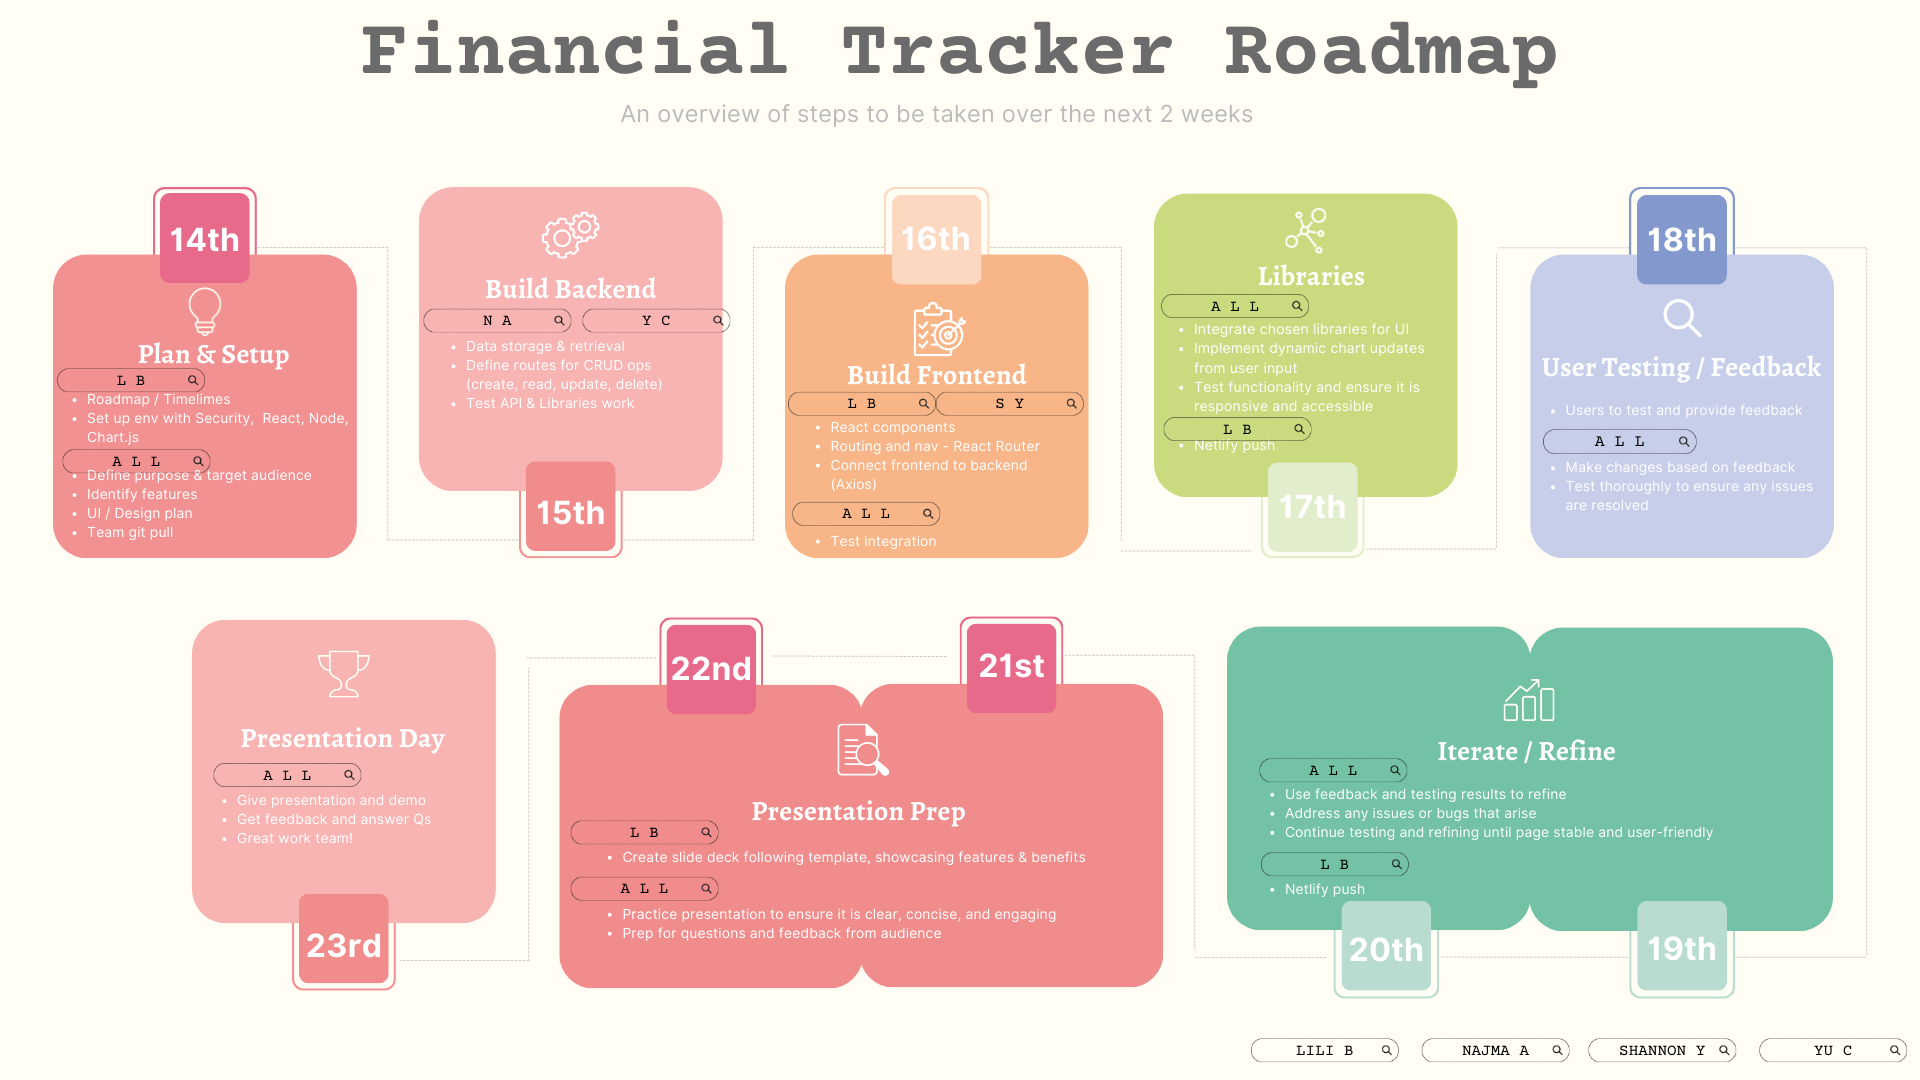 Financial Tracker Roadmap
An overview of steps to be taken over the next 2 weeks
14th
Plan & Setup
L B
Roadmap / Timelimes
Set up env with Security, React, Node,
Chart.js
A L L
Define purpose & target audience
Identify features
UI / Design plan
Team git pull
Build Backend
N A
Y C
Data storage & retrieval
Define routes for CRUD ops
(create, read, update, delete)
Test API & Libraries work
15th
16th
Build Frontend
L B
S Y
React components
Routing and nav - React Router
Connect frontend to backend
(Axios)
A L L
Test integration
Libraries
A L L
Integrate chosen libraries for UI
Implement dynamic chart updates
from user input
Test functionality and ensure it is
responsive and accessible
L B
Netlify push
17th
18th
User Testing / Feedback
Users to test and provide feedback
A L L
Make changes based on feedback
Test thoroughly to ensure any issues
are resolved
Iterate / Refine
A L L
Use feedback and testing results to refine
Address any issues or bugs that arise
Continue testing and refining until page stable and user-friendly
L B
Netlify push
19th
20th
21st
22nd
Presentation Prep
L B
Create slide deck following template, showcasing features & benefits
A L L
Practice presentation to ensure it is clear, concise, and engaging
Prep for questions and feedback from audience
Presentation Day
A L L
Give presentation and demo
Get feedback and answer Qs
Great work team!
23rd
LILI B
NAJMA A
SHANNON Y
YU C